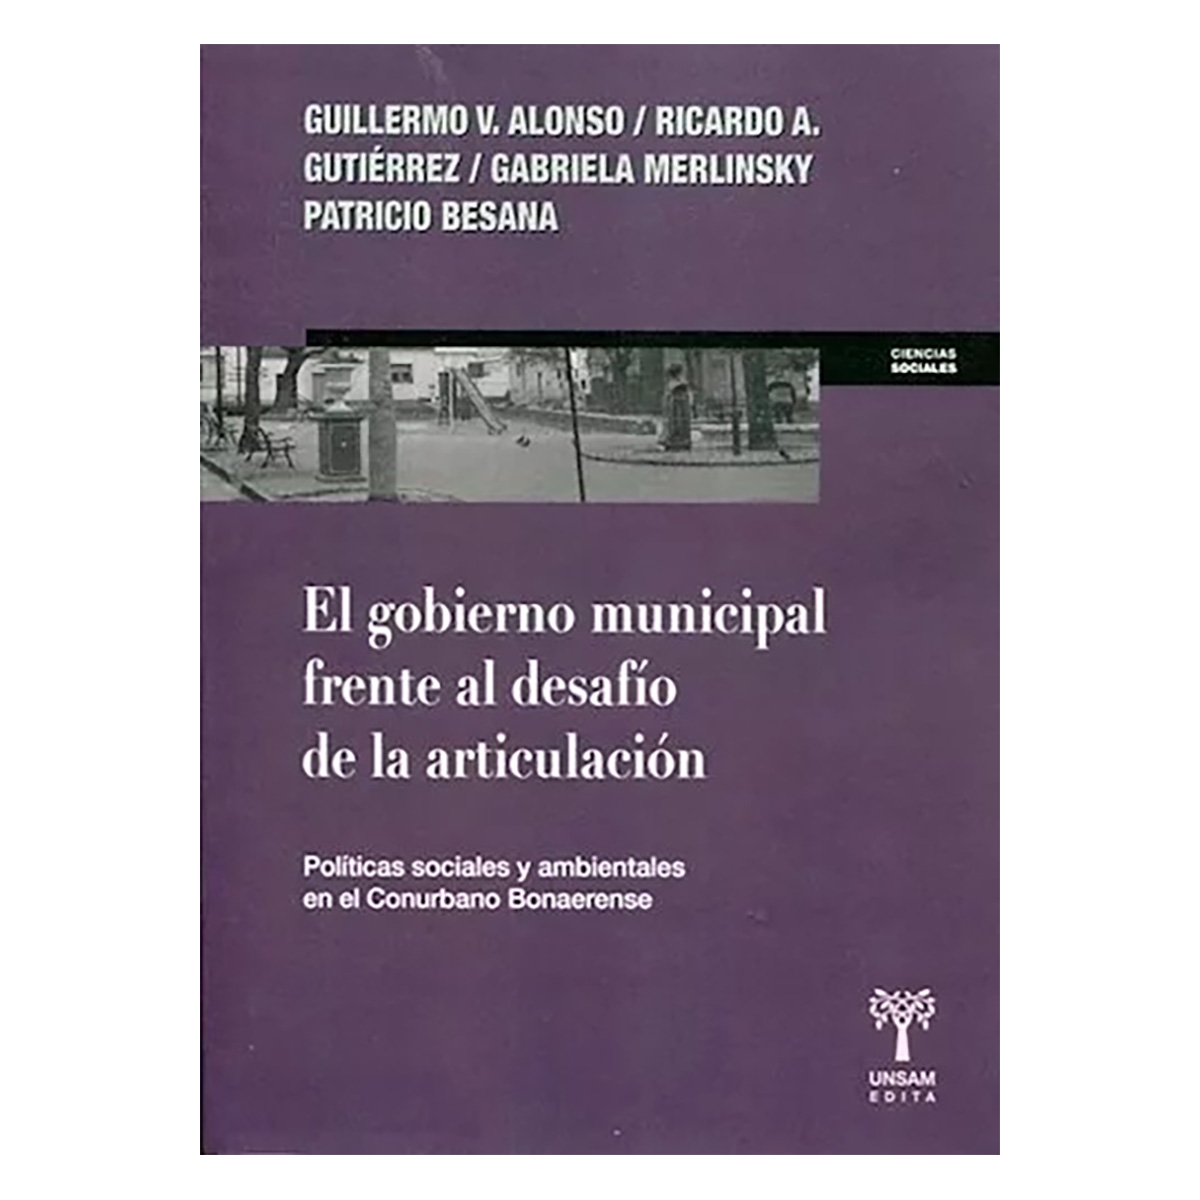 GUILLERMO V. ALONSO / RICARDO A.
GUTIÉRREZ / GABRIELA MERLINSKY
PATRICIO BESANA
CIENCIAS
SOCIALES
El gobierno municipal
frente al desafío
de la articulación
Políticas sociales y ambientales
en el Conurbano Bonaerense
UNSAM
EDITA